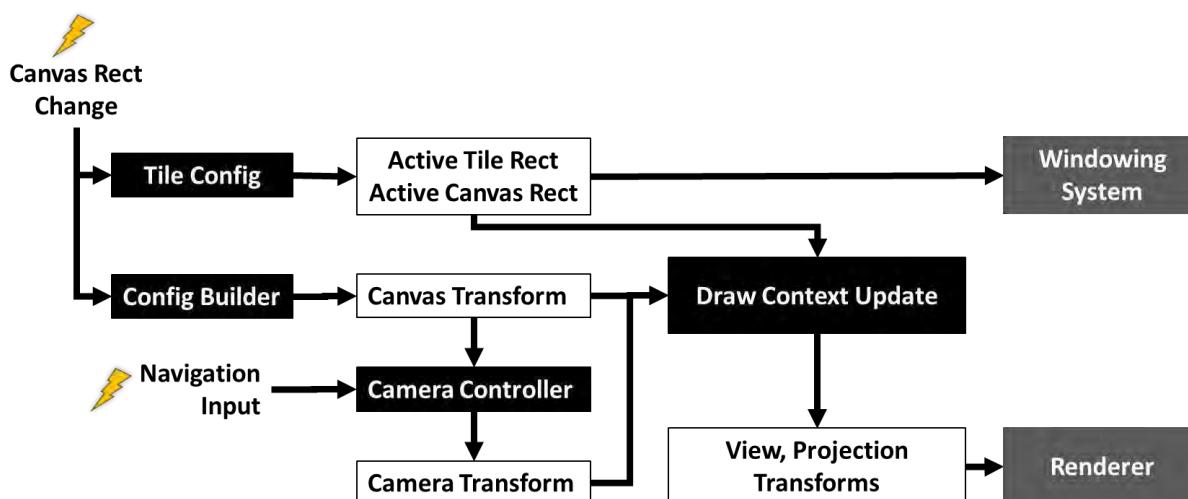 Canvas Rect
Change
Tile Config
Active Tile Rect
Active Canvas Rect
Windowing
System
Config Builder
Canvas Transform
Draw Context Update
Navigation
Input
Camera Controller
Camera Transform
View, Projection
Transforms
Renderer